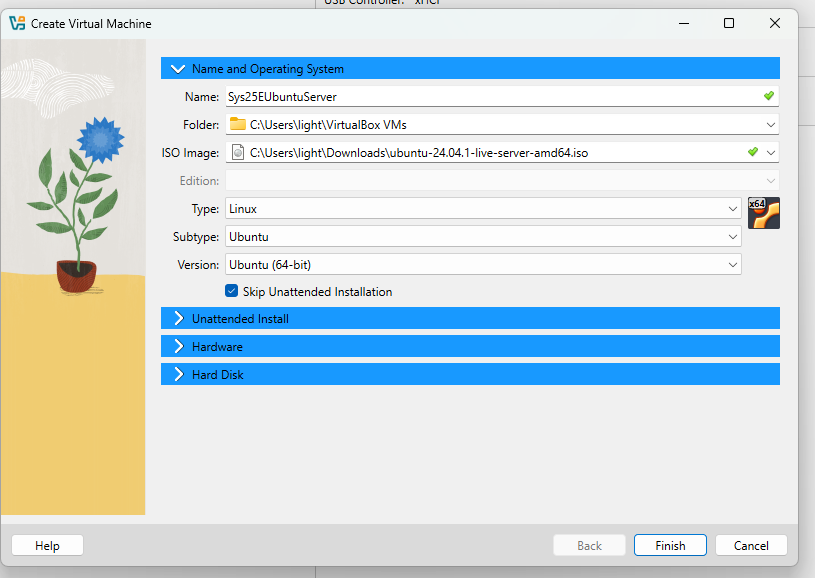 USB Controller: xHCI
Create Virtual Machine
Name and Operating System
Name: Sys25EUbuntuServer
Folder: C:\Users\light\VirtualBox VMs
ISO Image: C:\Users\light\Downloads\ubuntu-24.04.1-live-server-amd64.iso
Edition:
Type: Linux
x64
Subtype: Ubuntu
Version: Ubuntu (64-bit)
Skip Unattended Installation
Unattended Install
Hardware
Hard Disk
Help Back Finish Cancel